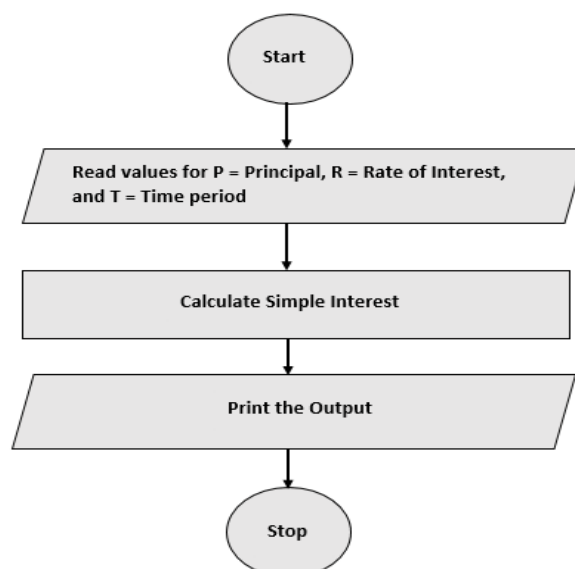 Start
Read values for P = Principal, R = Rate of Interest,
and T = Time period
Calculate Simple Interest
Print the Output
Stop